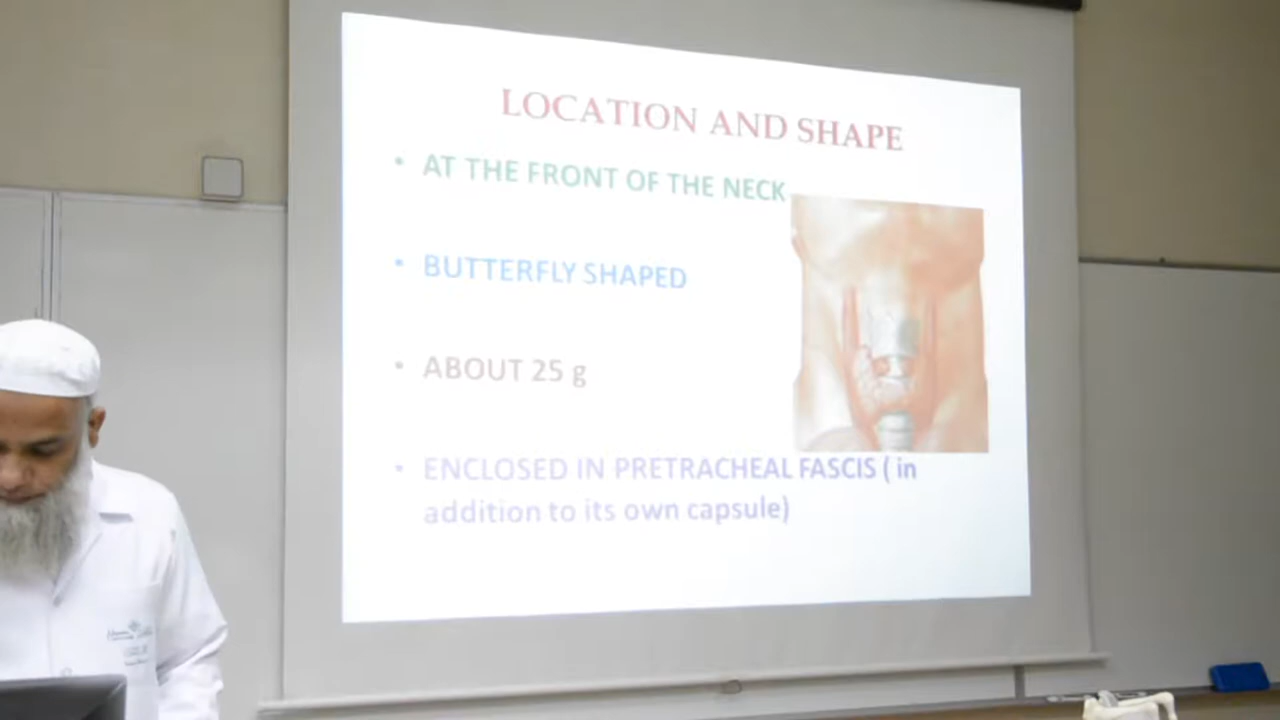 LOCATION AND SHAPE
• AT THE FRONT OF THE NECK
• BUTTERFLY SHAPED
• ABOUT 25 g
• ENCLOSED IN PRETRACHEAL FASCIS ( in
addition to its own capsule)